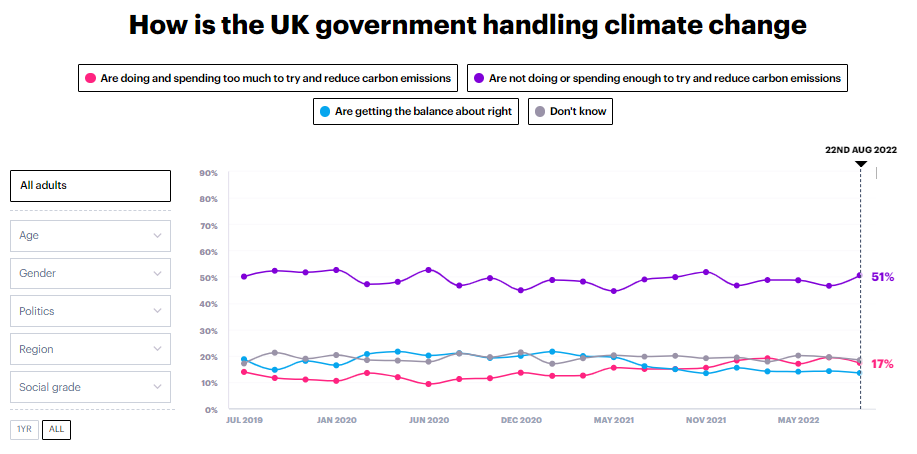 How is the UK government handling climate change
Are doing and spending too much to try and reduce carbon emissions
Are not doing or spending enough to try and reduce carbon emissions
Are getting the balance about right
Don't know
22ND AUG 2022
All adults
Age
Gender
Politics
Region
Social grade
1YR
ALL
90%
80%
70%
60%
50%
40%
30%
20%
10%
0%
51%
17%
JUL 2019
JAN 2020
JUN 2020
DEC 2020
MAY 2021
NOV 2021
MAY 2022